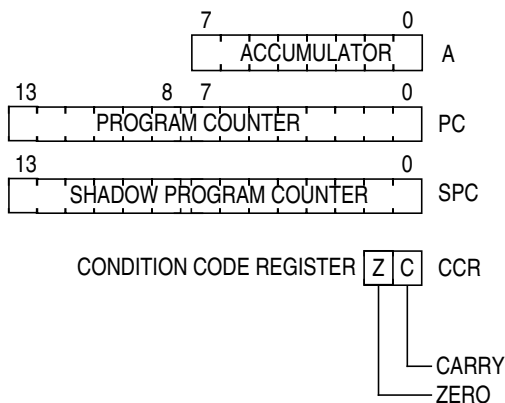 7 0
ACCUMULATOR A
13 8 7 0
PROGRAM COUNTER PC
13 0
SHADOW PROGRAM COUNTER SPC
CONDITION CODE REGISTER Z C CCR
CARRY
ZERO